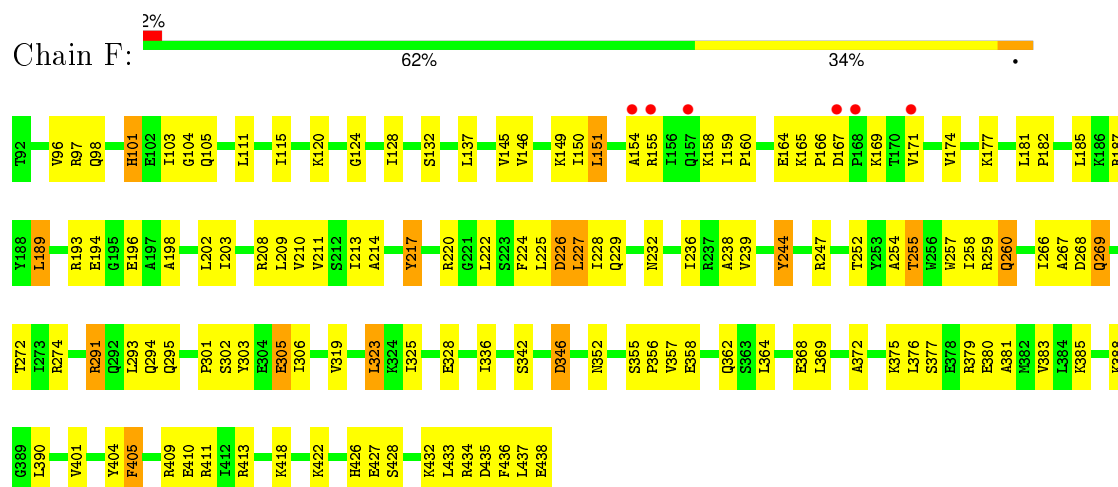 2%
Chain F:
62% 34% •
T92 V96 R97 Q98 H101 E102 I103 G104 Q105 L111 I115 K120 G124 I128 S132 L137 V145 V146 K149 I150 L151 A154 R155 I156 Q157 K158 I159 P160 E164 K165 P166 D167 P168 K169 T170 V171 V174 K177 L181 P182 L185 K186
Y188 L189 R193 E194 G195 E196 A197 A198 L202 I203 R208 L209 V210 V211 S212 I213 A214 Y217 R220 G221 L222 S223 F224 L225 D226 L227 I228 Q229 N232 I236 R237 A238 V239 Y244 R247 T252 Y253 A254 T255 W256 W257 I258 R259 Q260 I266 A267 D268 Q269
T272 I273 R274 R291 Q292 L293 Q294 Q295 P301 S302 Y303 E304 E305 I306 V319 L323 K324 I325 E328 I336 S342 D346 N352 S355 P356 V357 E358 Q362 S363 L364 E368 L369 A372 K375 L376 S377 E378 R379 E380 A381 M382 V383 L384 K385
G389 L390 V401 Y404 F405 R409 E410 R411 I412 R413 K418 K422 H426 E427 S428 K432 L433 R434 D435 F436 L437 E438